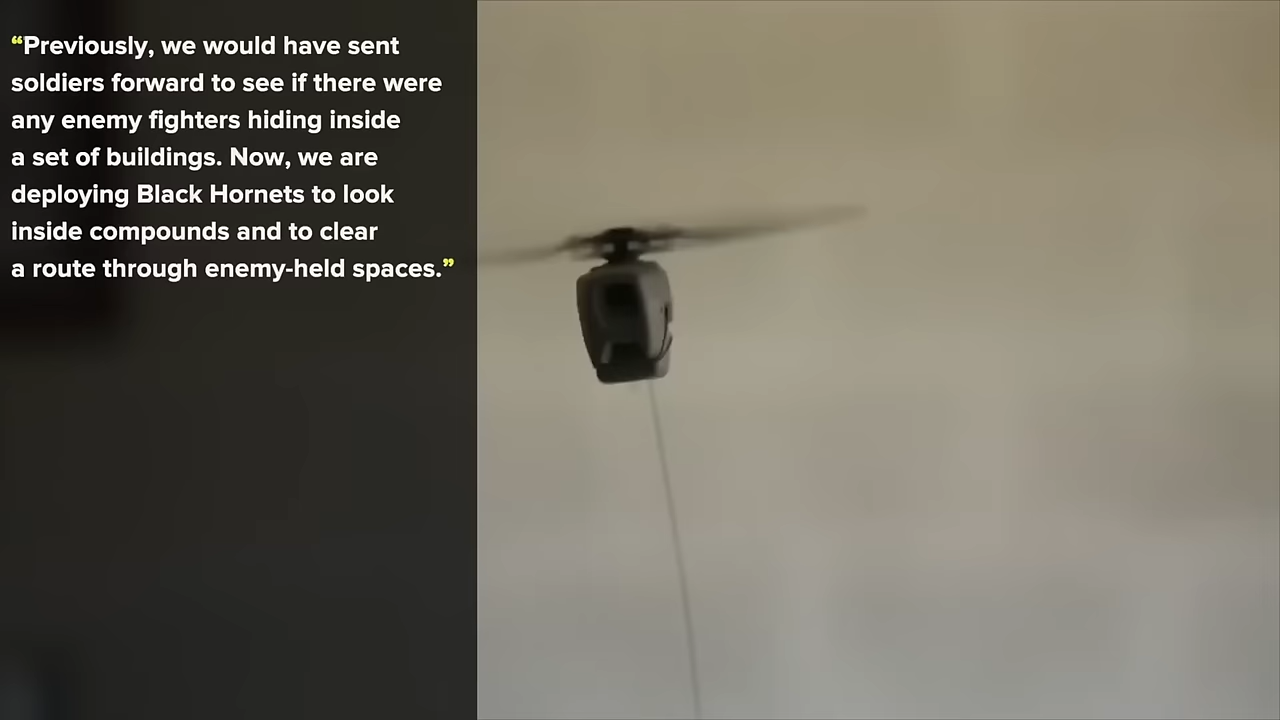 “Previously, we would have sent
soldiers forward to see if there were
any enemy fighters hiding inside
a set of buildings. Now, we are
deploying Black Hornets to look
inside compounds and to clear
a route through enemy-held spaces.”